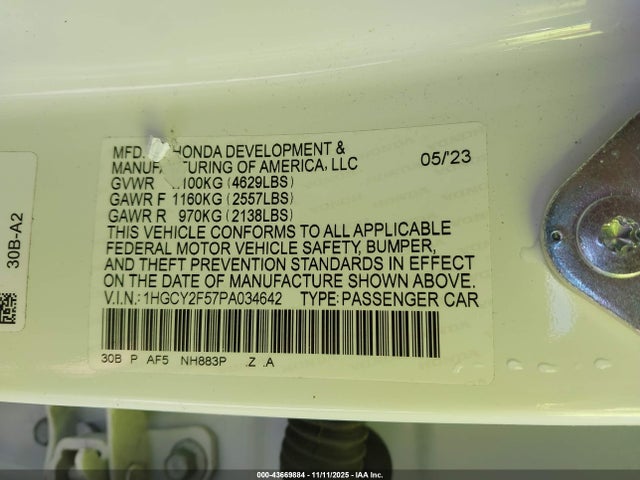 MFD. HONDA DEVELOPMENT &
MANUFACTURING OF AMERICA, LLC 05/'23
GVWR 2100KG (4629LBS)
GAWR F 1160KG (2557LBS)
GAWR R 970KG (2138LBS)
THIS VEHICLE CONFORMS TO ALL APPLICABLE
FEDERAL MOTOR VEHICLE SAFETY, BUMPER,
AND THEFT PREVENTION STANDARDS IN EFFECT
ON THE DATE OF MANUFACTURE SHOWN ABOVE.
V.I.N.: 1HGCY2F57PA034642 TYPE: PASSENGER CAR
30B P AF5 NH883P .Z .A
30B-A2
000-43669884 - 11/11/2025 - IAA Inc.